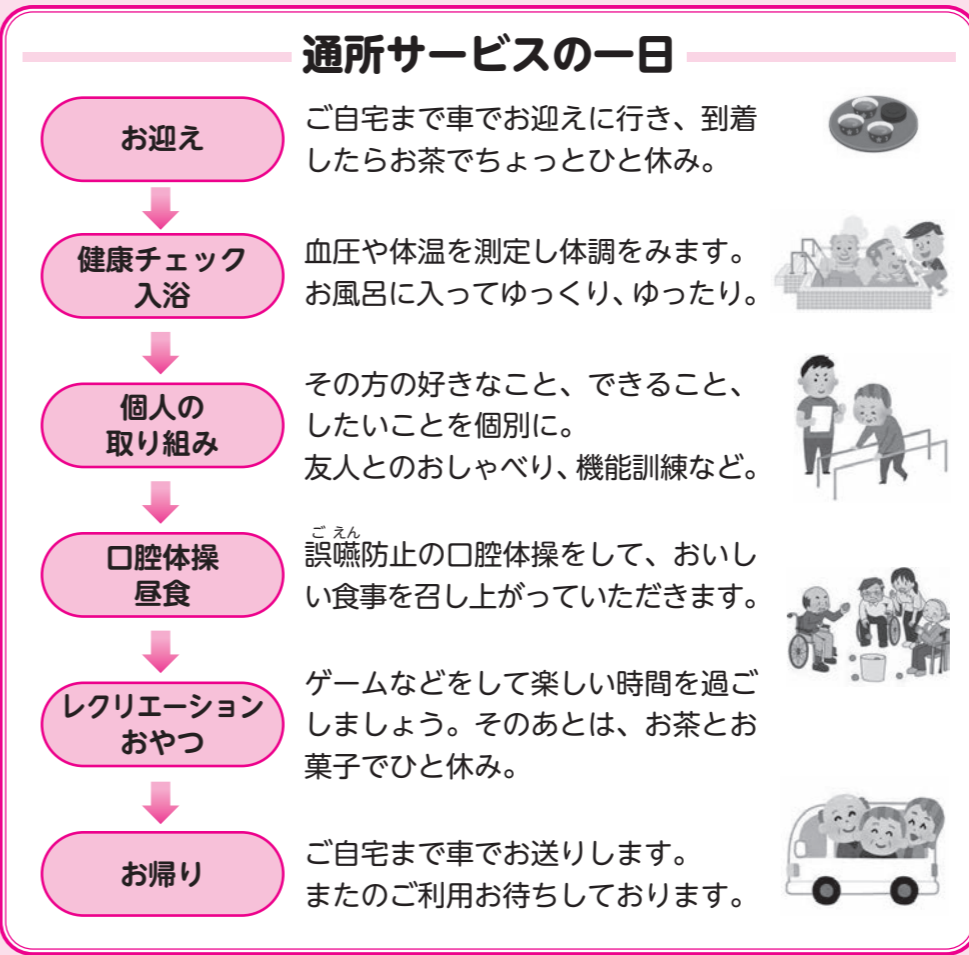 通所サービスの一日
お迎え
ご自宅まで車でお迎えに行き、到着
したらお茶でちょっとひと休み。
健康チェック
入浴
血圧や体温を測定し体調をみます。
お風呂に入ってゆっくり、ゆったり。
個人の
取り組み
その方の好きなこと、できること、
したいことを個別に。
友人とのおしゃべり、機能訓練など。
口腔体操
昼食
ごえん
誤嚥防止の口腔体操をして、おいし
い食事を召し上がっていただきます。
レクリエーション
おやつ
ゲームなどをして楽しい時間を過ご
しましょう。そのあとは、お茶とお
菓子でひと休み。
お帰り
ご自宅まで車でお送りします。
またのご利用お待ちしております。